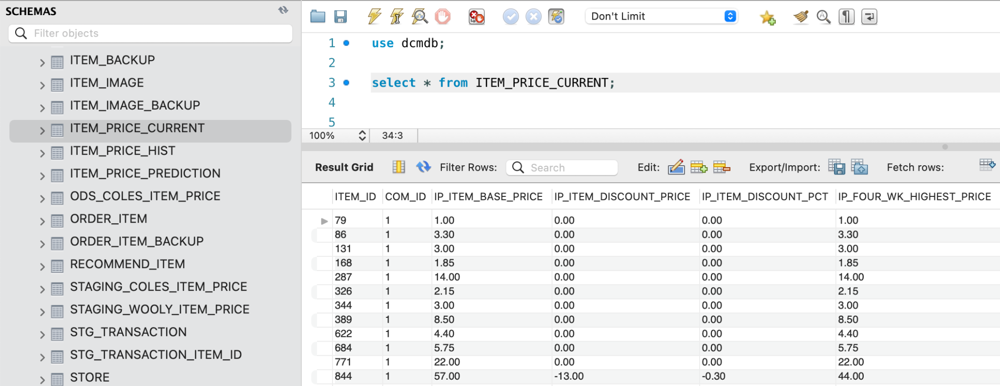 SCHEMAS
Filter objects
ITEM_BACKUP
ITEM_IMAGE
ITEM_IMAGE_BACKUP
ITEM_PRICE_CURRENT
ITEM_PRICE_HIST
ITEM_PRICE_PREDICTION
ODS_COLES_ITEM_PRICE
ORDER_ITEM
ORDER_ITEM_BACKUP
RECOMMEND_ITEM
STAGING_COLES_ITEM_PRICE
STAGING_WOOLY_ITEM_PRICE
STG_TRANSACTION
STG_TRANSACTION_ITEM_ID
STORE
Don't Limit
1 use dcmdb;
2
3 select * from ITEM_PRICE_CURRENT;
4
5
100% 34:3
Result Grid Filter Rows: Search Edit: Export/Import: Fetch rows:
ITEM_ID COM_ID IP_ITEM_BASE_PRICE IP_ITEM_DISCOUNT_PRICE IP_ITEM_DISCOUNT_PCT IP_FOUR_WK_HIGHEST_PRICE
79 1 1.00 0.00 0.00 1.00
86 1 3.30 0.00 0.00 3.30
131 1 3.00 0.00 0.00 3.00
168 1 1.85 0.00 0.00 1.85
287 1 14.00 0.00 0.00 14.00
326 1 2.15 0.00 0.00 2.15
344 1 3.00 0.00 0.00 3.00
389 1 8.50 0.00 0.00 8.50
622 1 4.40 0.00 0.00 4.40
684 1 5.75 0.00 0.00 5.75
771 1 22.00 0.00 0.00 22.00
844 1 57.00 -13.00 -0.30 44.00